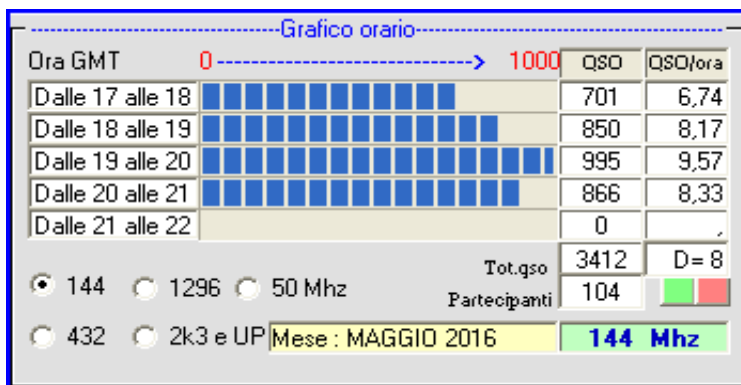 Grafico orario
Ora GMT 0 -----------------------------> 1000 QSO QSO/ora
Dalle 17 alle 18 701 6,74
Dalle 18 alle 19 850 8,17
Dalle 19 alle 20 995 9,57
Dalle 20 alle 21 866 8,33
Dalle 21 alle 22 0 ,
Tot.qso 3412 D= 8
144 1296 50 Mhz Partecipanti 104
432 2k3 e UP Mese : MAGGIO 2016 144 Mhz